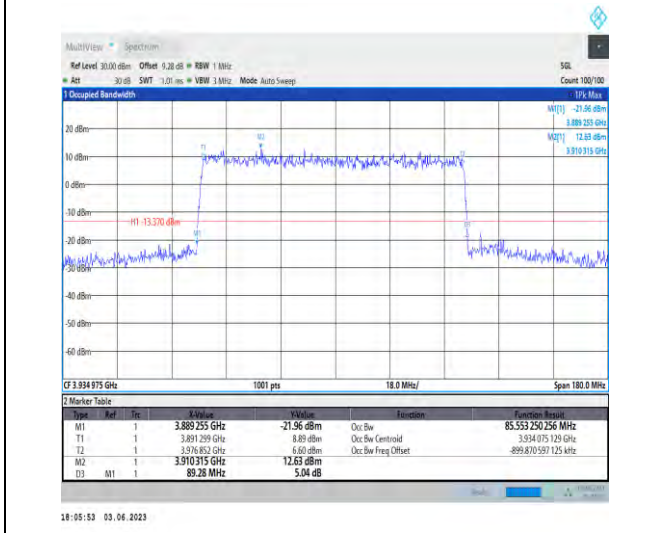 MultiView Spectrum
Ref Level 30.00 dBm Offset 9.28 dB RBW 1 MHz SGL
Att 30 dB SWT 1.01 ms VBW 3 MHz Mode Auto Sweep Count 100/100
1 Occupied Bandwidth 1Pk Max
M1[1] -21.96 dBm
3.889 255 GHz
20 dBm
M2[1] 12.63 dBm
3.910 315 GHz
M2
T1 T2
10 dBm
0 dBm
-10 dBm
H1 -13.370 dBm
M1
-20 dBm
-30 dBm
-40 dBm
-50 dBm
-60 dBm
CF 3.934 975 GHz 1001 pts 18.0 MHz/ Span 180.0 MHz
2 Marker Table
Type Ref Trc X-Value Y-Value Function Function Result
M1 1 3.889 255 GHz -21.96 dBm Occ Bw 85.553 250 256 MHz
T1 1 3.891 299 GHz 8.89 dBm Occ Bw Centroid 3.934 075 129 GHz
T2 1 3.976 852 GHz 6.60 dBm Occ Bw Freq Offset -899.870 597 125 kHz
M2 1 3.910 315 GHz 12.63 dBm
D3 M1 1 89.28 MHz 5.04 dB
18:05:53 03.06.2023